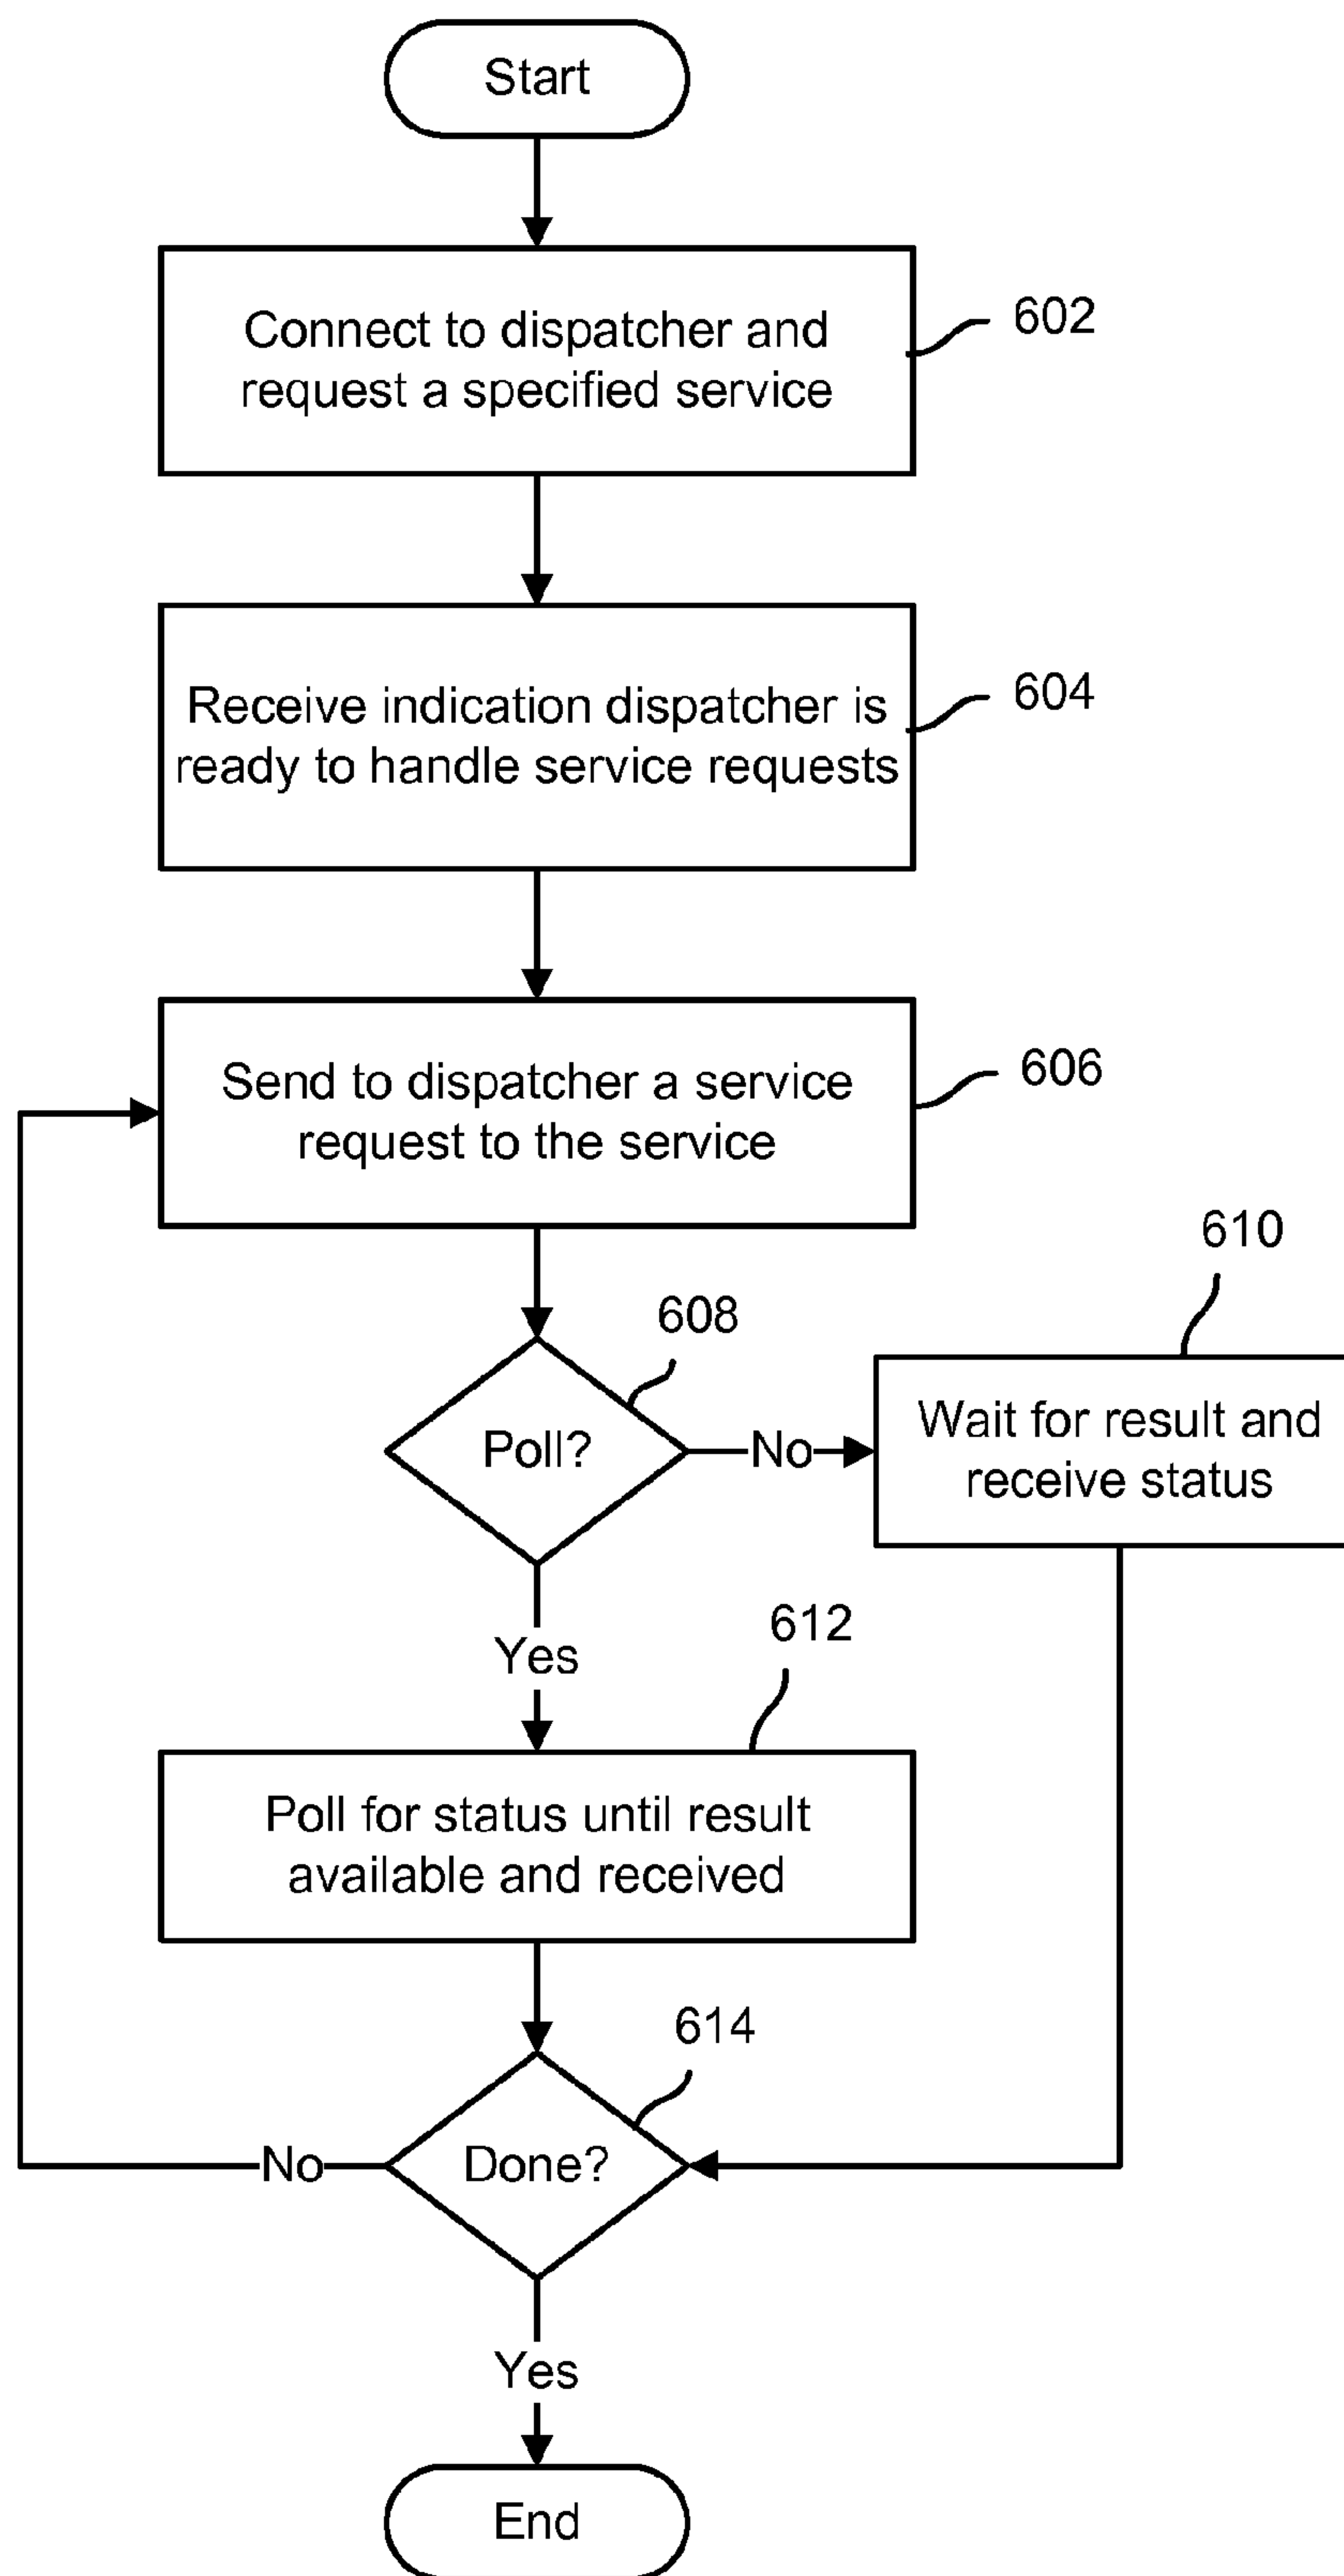 Start
Connect to dispatcher and
request a specified service
602
Receive indication dispatcher is
ready to handle service requests
604
Send to dispatcher a service
request to the service
606
608
Poll?
No
610
Wait for result and
receive status
Yes
612
Poll for status until result
available and received
614
Done?
No
Yes
End